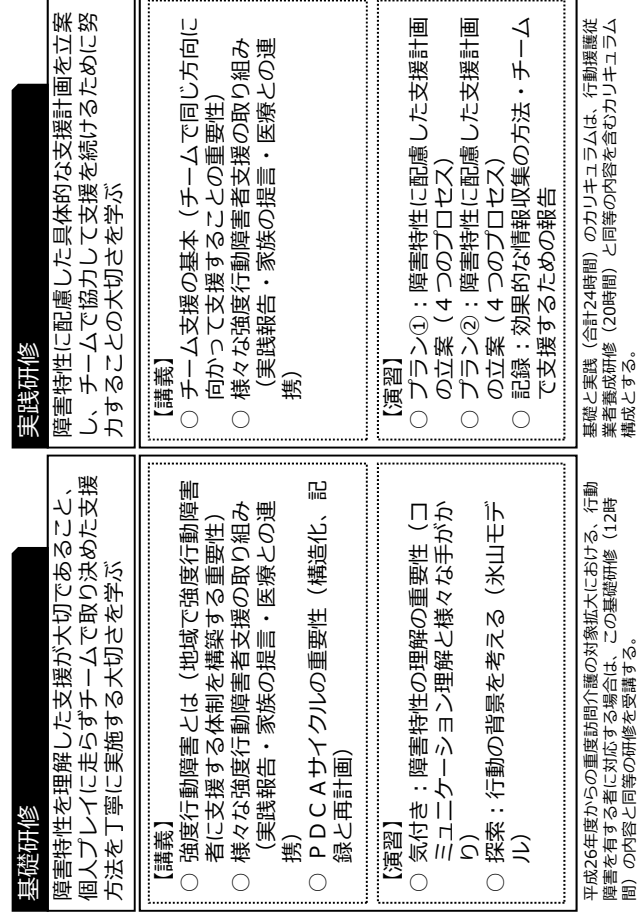 基礎研修
障害特性を理解した支援が大切であること、
個人プレイに走らずチームで取り決めた支援
方法を丁寧に実施する大切さを学ぶ
【講義】
○ 強度行動障害とは（地域で強度行動障害
者に支援する体制を構築する重要性）
○ 様々な強度行動障害者支援の取り組み
（実践報告・家族の提言・医療との連
携）
○ ＰＤＣＡサイクルの重要性（構造化、記
録と再計画）
【演習】
○ 気付き：障害特性の理解の重要性（コ
ミュニケーション理解と様々な手がか
り）
○ 探索：行動の背景を考える（氷山モデ
ル）
平成26年度からの重度訪問介護の対象拡大における、行動
障害を有する者に対応する場合は、この基礎研修（12時
間）の内容と同等の研修を受講する。
実践研修
障害特性に配慮した具体的な支援計画を立案
し、チームで協力して支援を続けるために努
力することの大切さを学ぶ
【講義】
○ チーム支援の基本（チームで同じ方向に
向かって支援することの重要性）
○ 様々な強度行動障害者支援の取り組み
（実践報告・家族の提言・医療との連
携）
【演習】
○ プラン①：障害特性に配慮した支援計画
の立案（４つのプロセス）
○ プラン②：障害特性に配慮した支援計画
の立案（４つのプロセス）
○ 記録：効果的な情報収集の方法・チーム
で支援するための報告
基礎と実践（合計24時間）のカリキュラムは、行動援護従
業者養成研修（20時間）と同等の内容を含むカリキュラム
構成とする。